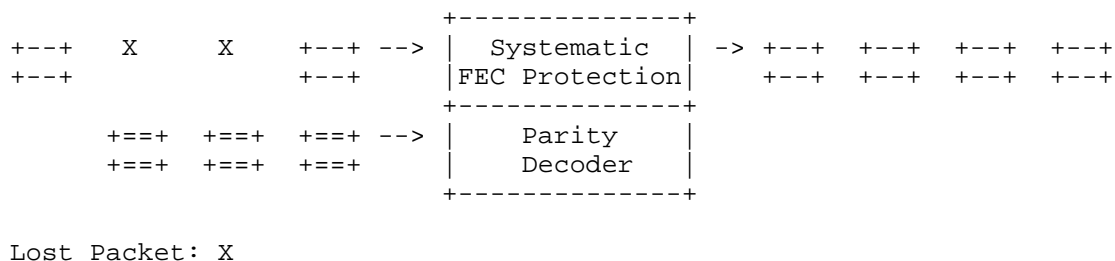 +--------------+
+--+   X    X   +--+ --> |  Systematic  | -> +--+  +--+  +--+  +--+
+--+            +--+     |FEC Protection|    +--+  +--+  +--+  +--+
                         +--------------+
     +==+  +==+  +==+ --> |    Parity    |
     +==+  +==+  +==+     |    Decoder   |
                         +--------------+
Lost Packet: X